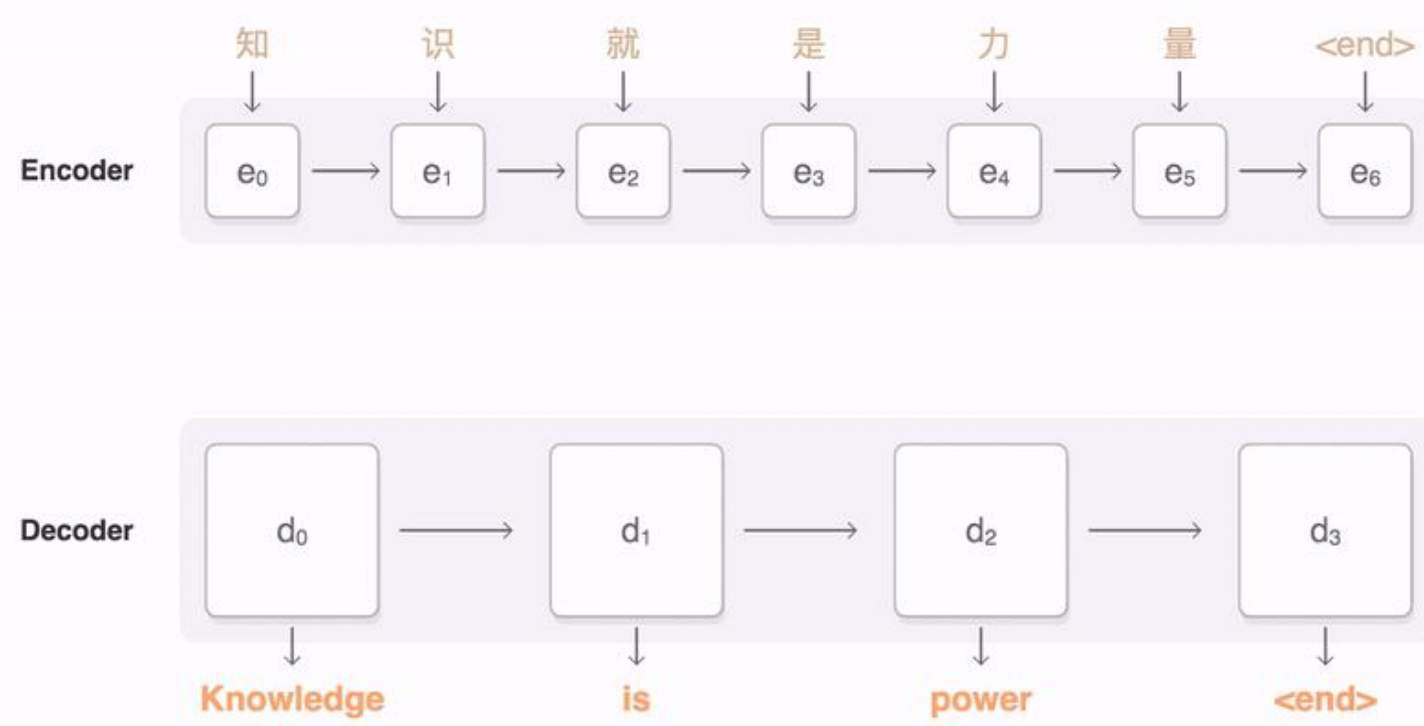 知 识 就 是 力 量 <end>
Encoder e₀ e₁ e₂ e₃ e₄ e₅ e₆
Decoder d₀ d₁ d₂ d₃
Knowledge is power <end>